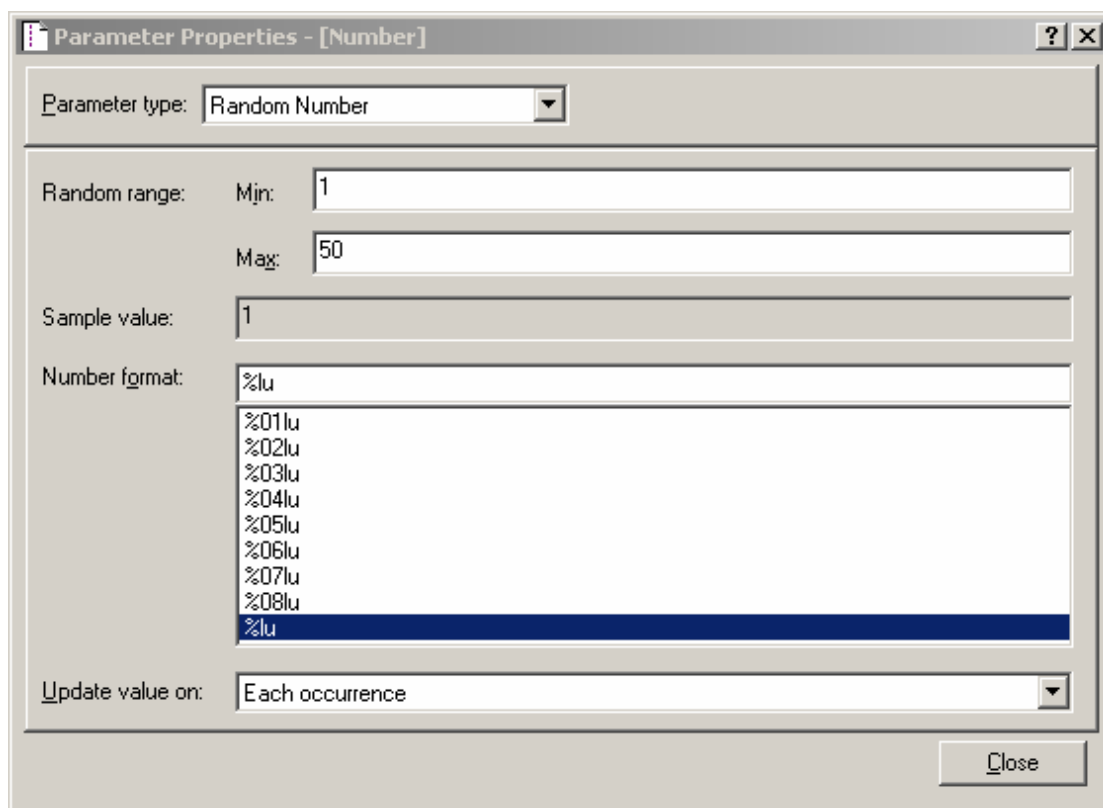 Parameter Properties - [Number]
Parameter type: Random Number
Random range: Min: 1
Max: 50
Sample value: 1
Number format: %lu
%01lu
%02lu
%03lu
%04lu
%05lu
%06lu
%07lu
%08lu
%lu
Update value on: Each occurrence
Close